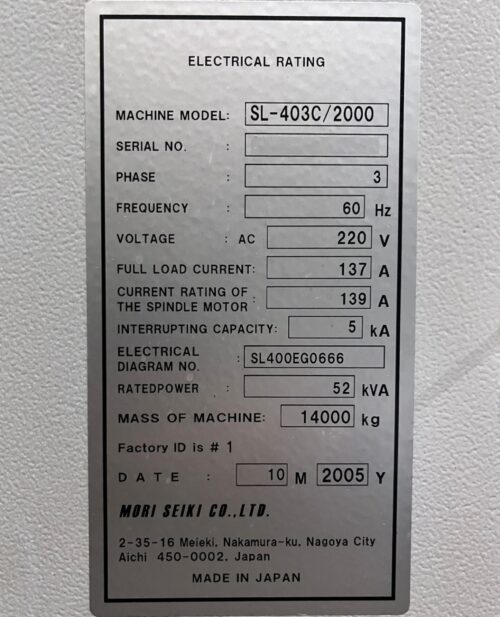 ELECTRICAL RATING
MACHINE MODEL: SL-403C/2000
SERIAL NO. :
PHASE : 3
FREQUENCY : 60 Hz
VOLTAGE : AC 220 V
FULL LOAD CURRENT: 137 A
CURRENT RATING OF
THE SPINDLE MOTOR : 139 A
INTERRUPTING CAPACITY: 5 kA
ELECTRICAL
DIAGRAM NO. : SL400EG0666
RATEDPOWER : 52 kVA
MASS OF MACHINE: 14000 kg
Factory ID is # 1
DATE : 10 M 2005 Y
MORI SEIKI CO.,LTD.
2-35-16 Meieki, Nakamura-ku, Nagoya City
Aichi 450-0002, Japan
MADE IN JAPAN